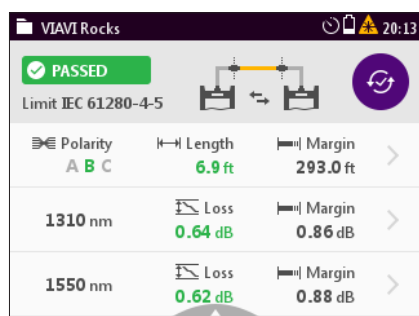 VIAVI Rocks 20:13
PASSED
Limit IEC 61280-4-5
Polarity Length Margin
A B C 6.9 ft 293.0 ft
Loss Margin
1310 nm 0.64 dB 0.86 dB
Loss Margin
1550 nm 0.62 dB 0.88 dB